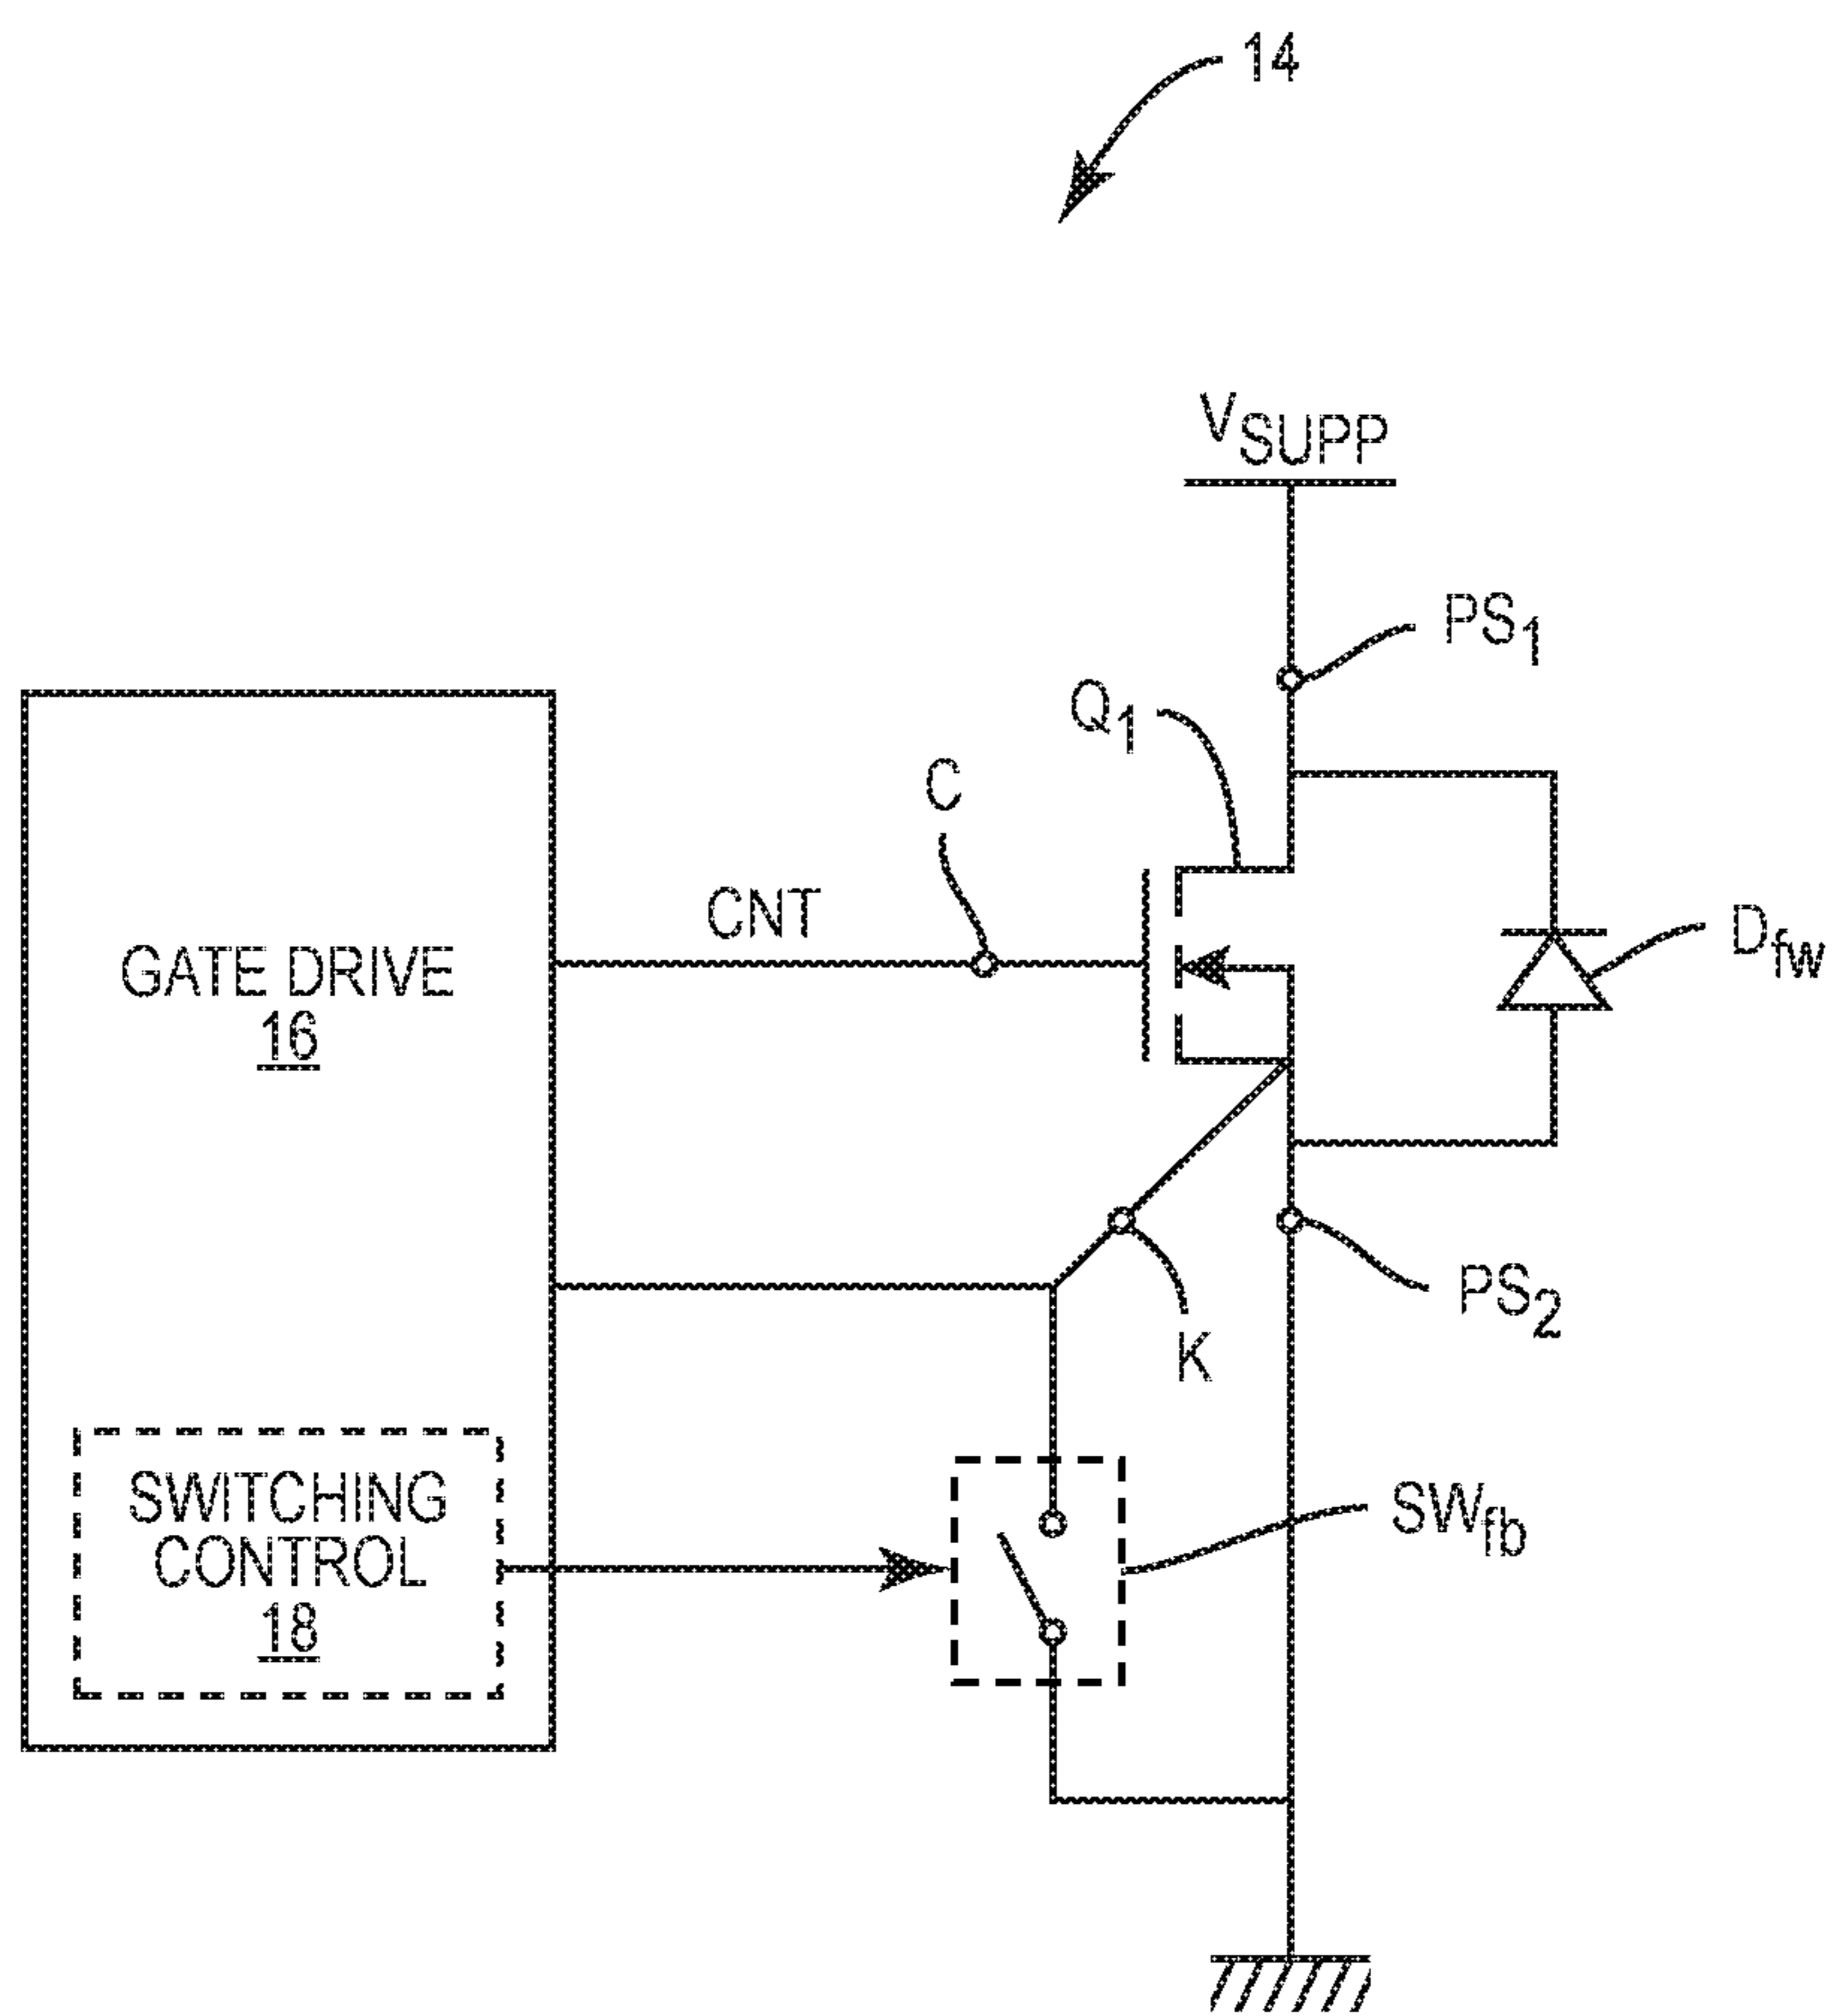 14
VSUPP
PS1
Q1
C
CNT
Dfw
GATE DRIVE
16
PS2
K
SWITCHING
CONTROL
18
SWfb